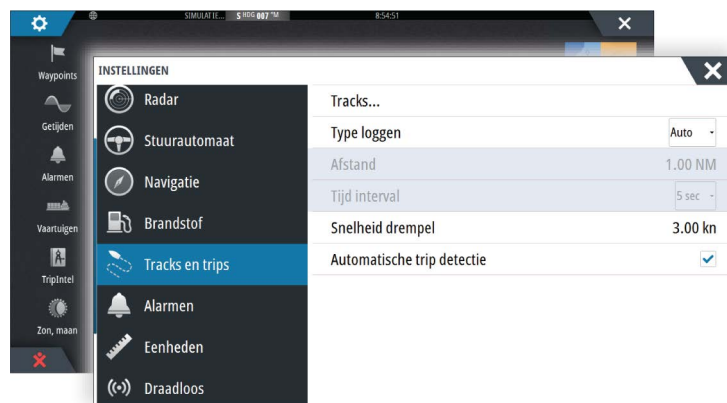 SIMULATIE... S HDG 007 °M 8:54:51
Waypoints
Getijden
Alarmen
Vaartuigen
TripIntel
Zon, maan
INSTELLINGEN
Radar
Stuurautomaat
Navigatie
Brandstof
Tracks en trips
Alarmen
Eenheden
Draadloos
Tracks...
Type loggen Auto
Afstand 1.00 NM
Tijd interval 5 sec
Snelheid drempel 3.00 kn
Automatische trip detectie